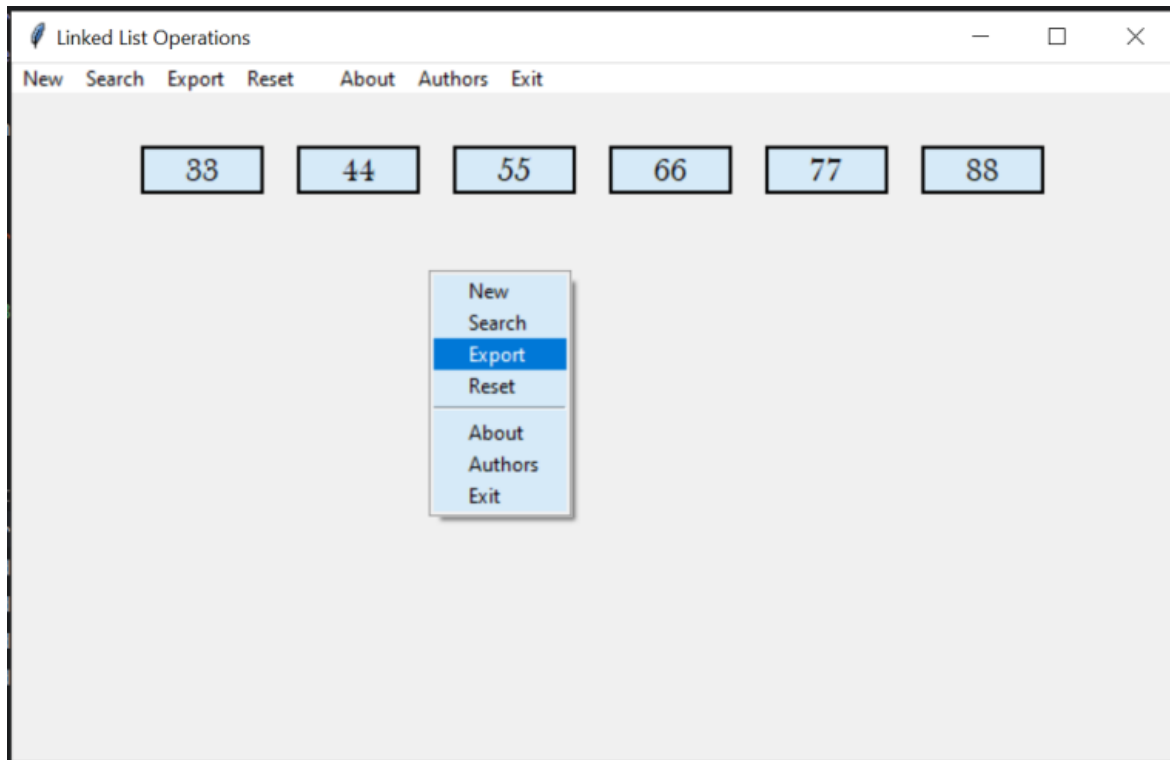 Linked List Operations
New Search Export Reset About Authors Exit
33 44 55 66 77 88
New
Search
Export
Reset
About
Authors
Exit